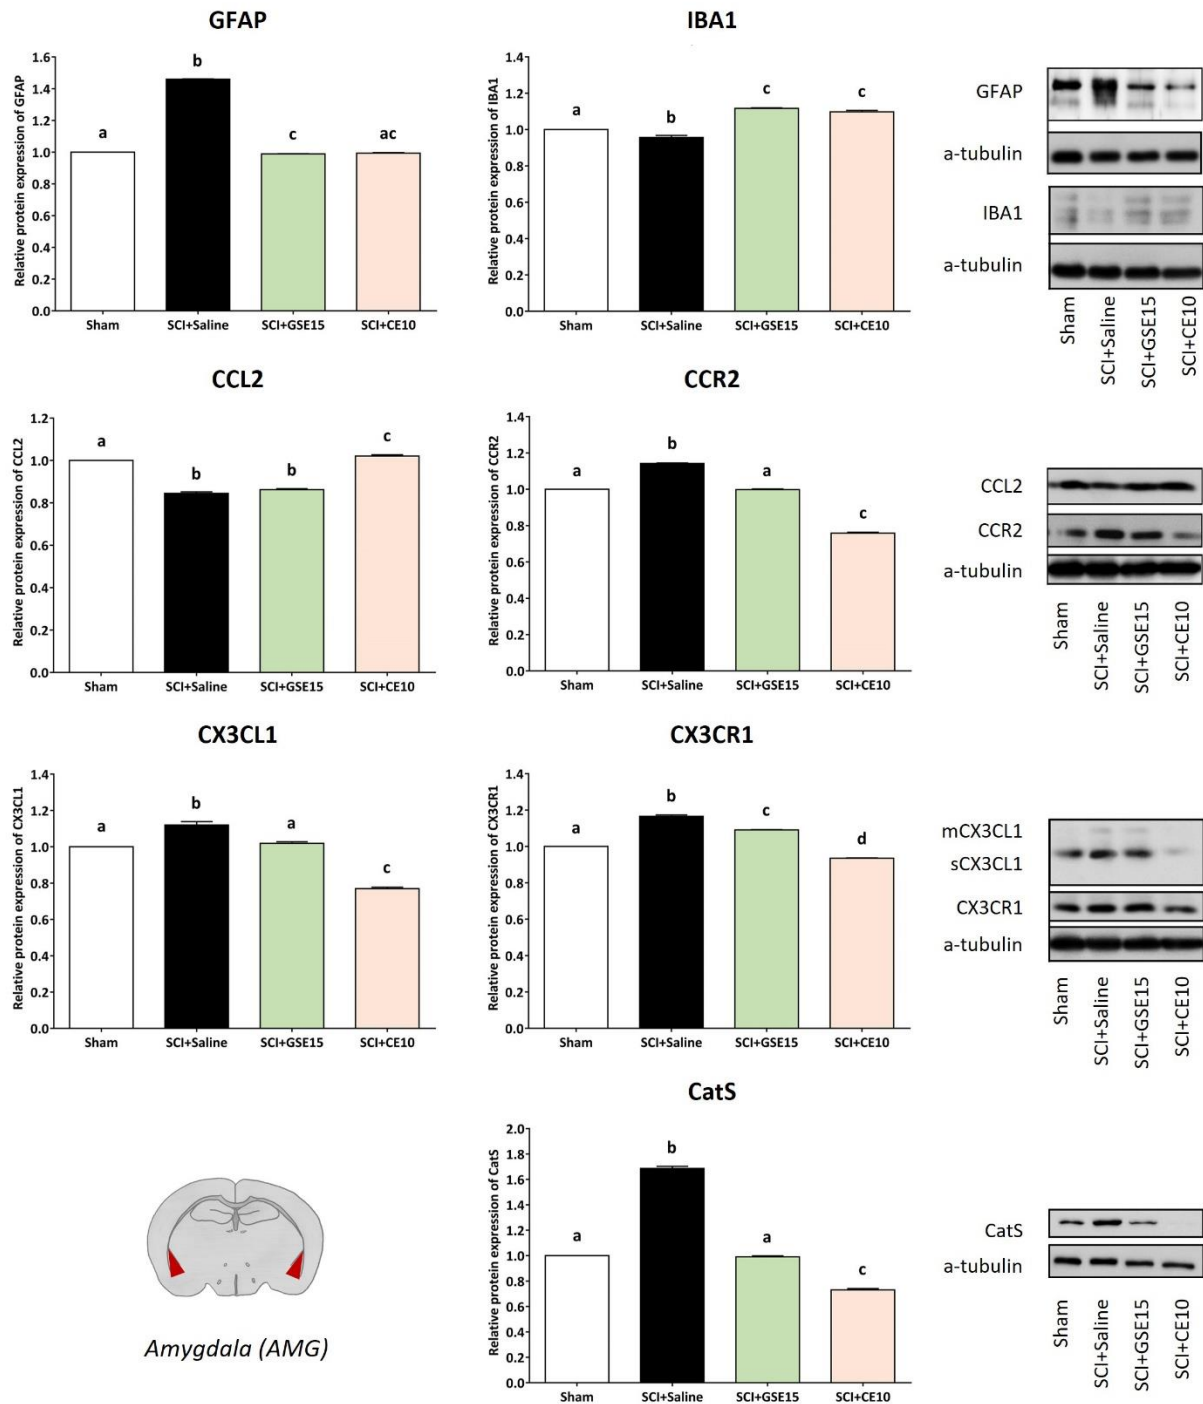 GFAP
Relative protein expression of GFAP
1.6
1.4
1.2
1.0
0.8
0.6
0.4
0.2
0.0
a
b
c
ac
Sham
SCI+Saline
SCI+GSE15
SCI+CE10
IBA1
Relative protein expression of IBA1
1.4
1.2
1.0
0.8
0.6
0.4
0.2
0.0
a
b
c
c
Sham
SCI+Saline
SCI+GSE15
SCI+CE10
GFAP
a-tubulin
IBA1
a-tubulin
Sham
SCI+Saline
SCI+GSE15
SCI+CE10
CCL2
Relative protein expression of CCL2
1.2
1.0
0.8
0.6
0.4
0.2
0.0
a
b
b
c
Sham
SCI+Saline
SCI+GSE15
SCI+CE10
CCR2
Relative protein expression of CCR2
1.4
1.2
1.0
0.8
0.6
0.4
0.2
0.0
a
b
a
c
Sham
SCI+Saline
SCI+GSE15
SCI+CE10
CCL2
CCR2
a-tubulin
Sham
SCI+Saline
SCI+GSE15
SCI+CE10
CX3CL1
Relative protein expression of CX3CL1
1.4
1.2
1.0
0.8
0.6
0.4
0.2
0.0
a
b
a
c
Sham
SCI+Saline
SCI+GSE15
SCI+CE10
CX3CR1
Relative protein expression of CX3CR1
1.4
1.2
1.0
0.8
0.6
0.4
0.2
0.0
a
b
c
d
Sham
SCI+Saline
SCI+GSE15
SCI+CE10
mCX3CL1
sCX3CL1
CX3CR1
a-tubulin
Sham
SCI+Saline
SCI+GSE15
SCI+CE10
Amygdala (AMG)
CatS
Relative protein expression of CatS
2.0
1.8
1.6
1.4
1.2
1.0
0.8
0.6
0.4
0.2
0.0
a
b
a
c
Sham
SCI+Saline
SCI+GSE15
SCI+CE10
CatS
a-tubulin
Sham
SCI+Saline
SCI+GSE15
SCI+CE10